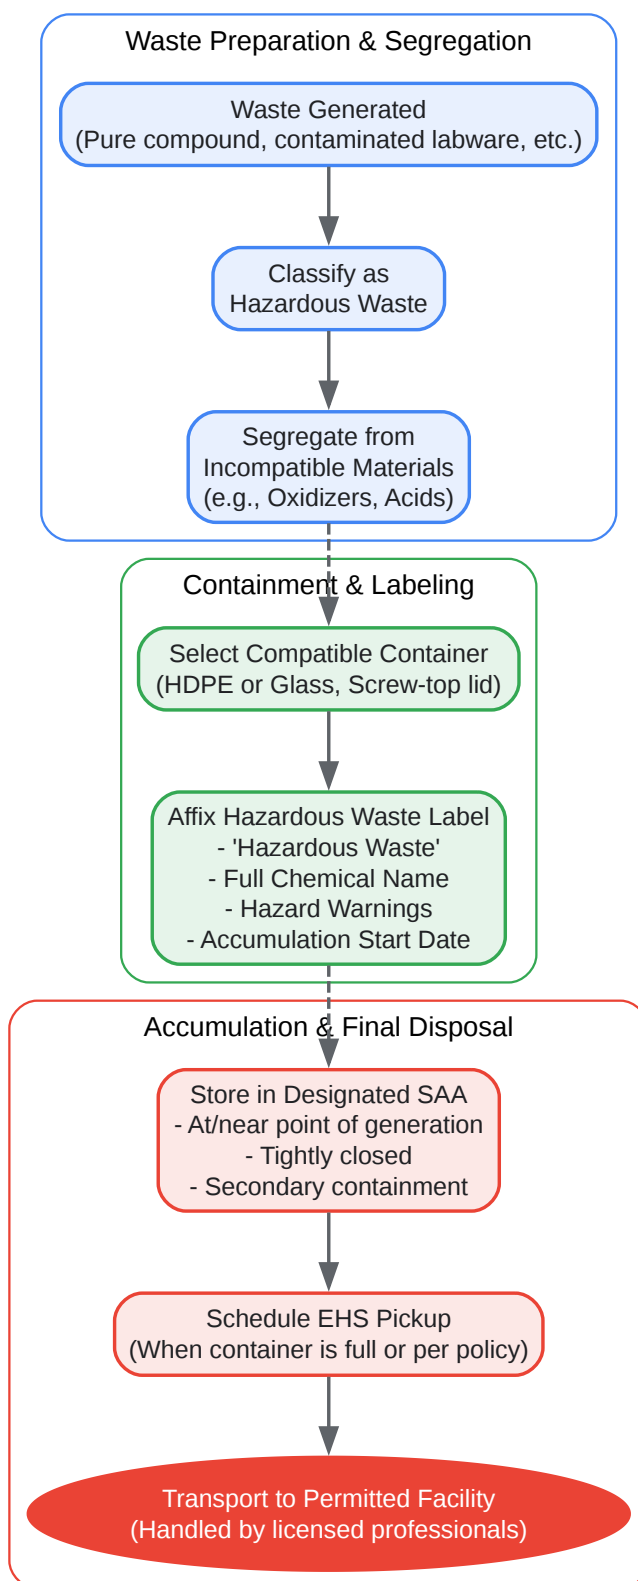 Waste Preparation & Segregation
Waste Generated
(Pure compound, contaminated labware, etc.)
Classify as
Hazardous Waste
Segregate from
Incompatible Materials
(e.g., Oxidizers, Acids)
Containment & Labeling
Select Compatible Container
(HDPE or Glass, Screw-top lid)
Affix Hazardous Waste Label
- 'Hazardous Waste'
- Full Chemical Name
- Hazard Warnings
- Accumulation Start Date
Accumulation & Final Disposal
Store in Designated SAA
- At/near point of generation
- Tightly closed
- Secondary containment
Schedule EHS Pickup
(When container is full or per policy)
Transport to Permitted Facility
(Handled by licensed professionals)